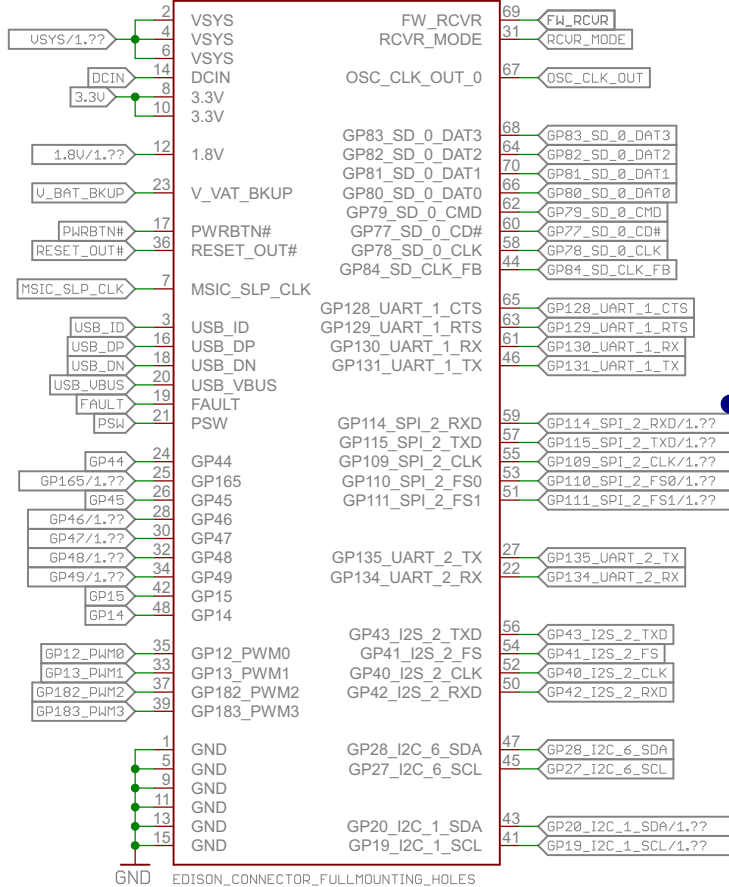 2 VSYS FW_RCVR 69 FW_RCVR
VSYS/1.?? 4 VSYS RCVR_MODE 31 RCVR_MODE
6 VSYS
DCIN 14 DCIN OSC_CLK_OUT_0 67 OSC_CLK_OUT
3.3V 8 3.3V
10 3.3V
GP83_SD_0_DAT3 68 GP83_SD_0_DAT3
1.8V/1.?? 12 1.8V GP82_SD_0_DAT2 64 GP82_SD_0_DAT2
GP81_SD_0_DAT1 70 GP81_SD_0_DAT1
V_BAT_BKUP 23 V_VAT_BKUP GP80_SD_0_DAT0 66 GP80_SD_0_DAT0
GP79_SD_0_CMD 62 GP79_SD_0_CMD
PWRBTN# 17 PWRBTN# GP77_SD_0_CD# 60 GP77_SD_0_CD#
RESET_OUT# 36 RESET_OUT# GP78_SD_0_CLK 58 GP78_SD_0_CLK
GP84_SD_CLK_FB 44 GP84_SD_CLK_FB
MSIC_SLP_CLK 7 MSIC_SLP_CLK
GP128_UART_1_CTS 65 GP128_UART_1_CTS
USB_ID 3 USB_ID GP129_UART_1_RTS 63 GP129_UART_1_RTS
USB_DP 16 USB_DP GP130_UART_1_RX 61 GP130_UART_1_RX
USB_DN 18 USB_DN GP131_UART_1_TX 46 GP131_UART_1_TX
USB_VBUS 20 USB_VBUS
FAULT 19 FAULT
PSW 21 PSW GP114_SPI_2_RXD 59 GP114_SPI_2_RXD/1.??
GP115_SPI_2_TXD 57 GP115_SPI_2_TXD/1.??
GP44 24 GP44 GP109_SPI_2_CLK 55 GP109_SPI_2_CLK/1.??
GP165/1.?? 25 GP165 GP110_SPI_2_FS0 53 GP110_SPI_2_FS0/1.??
GP45 26 GP45 GP111_SPI_2_FS1 51 GP111_SPI_2_FS1/1.??
GP46/1.?? 28 GP46
GP47/1.?? 30 GP47
GP48/1.?? 32 GP48 GP135_UART_2_TX 27 GP135_UART_2_TX
GP49/1.?? 34 GP49 GP134_UART_2_RX 22 GP134_UART_2_RX
GP15 42 GP15
GP14 48 GP14
GP43_I2S_2_TXD 56 GP43_I2S_2_TXD
GP12_PWM0 35 GP12_PWM0 GP41_I2S_2_FS 54 GP41_I2S_2_FS
GP13_PWM1 33 GP13_PWM1 GP40_I2S_2_CLK 52 GP40_I2S_2_CLK
GP182_PWM2 37 GP182_PWM2 GP42_I2S_2_RXD 50 GP42_I2S_2_RXD
GP183_PWM3 39 GP183_PWM3
1 GND GP28_I2C_6_SDA 47 GP28_I2C_6_SDA
5 GND GP27_I2C_6_SCL 45 GP27_I2C_6_SCL
9 GND
11 GND
13 GND GP20_I2C_1_SDA 43 GP20_I2C_1_SDA/1.??
15 GND GP19_I2C_1_SCL 41 GP19_I2C_1_SCL/1.??
GND EDISON_CONNECTOR_FULLMOUNTING_HOLES